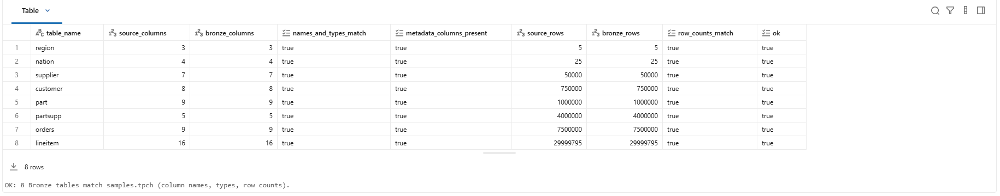 Table
table_name source_columns bronze_columns names_and_types_match metadata_columns_present source_rows bronze_rows row_counts_match ok
1 region 3 3 true true 5 5 true true
2 nation 4 4 true true 25 25 true true
3 supplier 7 7 true true 50000 50000 true true
4 customer 8 8 true true 750000 750000 true true
5 part 9 9 true true 1000000 1000000 true true
6 partsupp 5 5 true true 4000000 4000000 true true
7 orders 9 9 true true 7500000 7500000 true true
8 lineitem 16 16 true true 29999795 29999795 true true
8 rows
OK: 8 Bronze tables match samples.tpch (column names, types, row counts).